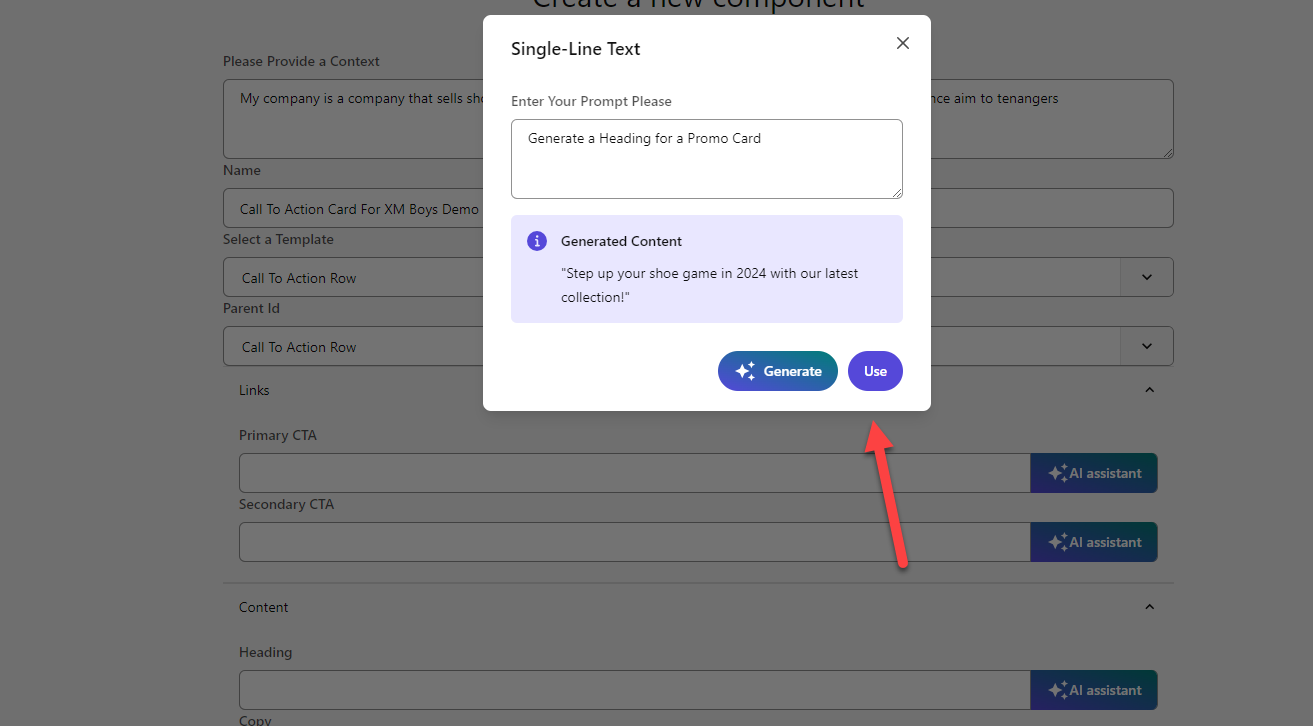 Create a new component
Single-Line Text
Please Provide a Context
Enter Your Prompt Please
My company is a company that sells sho
nce aim to tenangers
Generate a Heading for a Promo Card
Name
Call To Action Card For XM Boys Demo
Generated Content
Select a Template
"Step up your shoe game in 2024 with our latest
collection!"
Call To Action Row
Parent Id
Call To Action Row
Generate
Use
Links
Primary CTA
AI assistant
Secondary CTA
AI assistant
Content
Heading
AI assistant
Copy